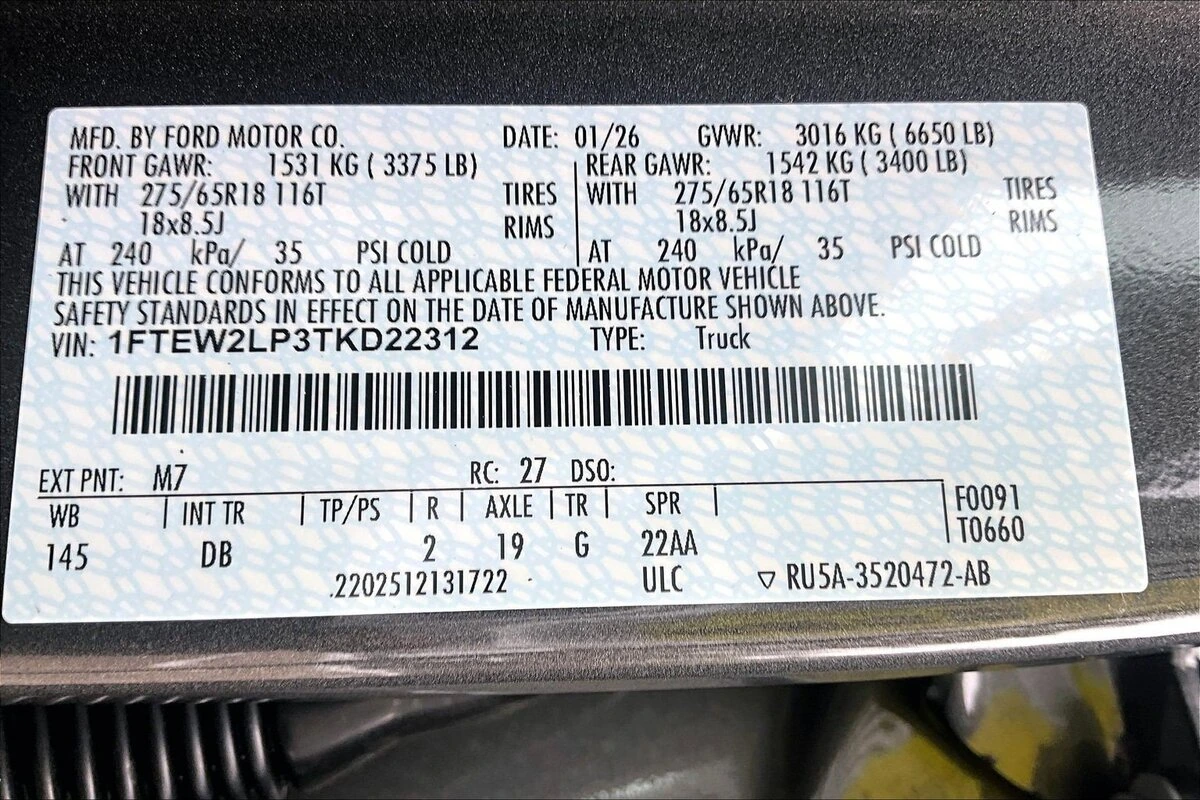 MFD. BY FORD MOTOR CO. DATE: 01/26 GVWR: 3016 KG ( 6650 LB)
FRONT GAWR: 1531 KG ( 3375 LB) REAR GAWR: 1542 KG ( 3400 LB)
WITH 275/65R18 116T TIRES WITH 275/65R18 116T TIRES
18x8.5J RIMS 18x8.5J RIMS
AT 240 kPa/ 35 PSI COLD AT 240 kPa/ 35 PSI COLD
THIS VEHICLE CONFORMS TO ALL APPLICABLE FEDERAL MOTOR VEHICLE
SAFETY STANDARDS IN EFFECT ON THE DATE OF MANUFACTURE SHOWN ABOVE.
VIN: 1FTEW2LP3TKD22312 TYPE: Truck
EXT PNT: M7 RC: 27 DSO:
WB INT TR TP/PS R AXLE TR SPR F0091
T0660
145 DB 2 19 G 22AA
.2202512131722 ULC ▽ RU5A-3520472-AB